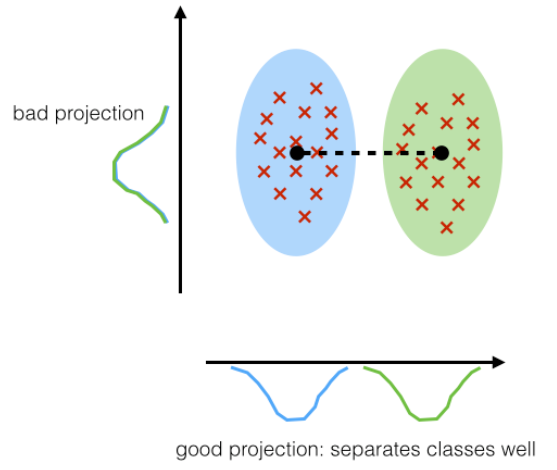 bad projection
good projection: separates classes well